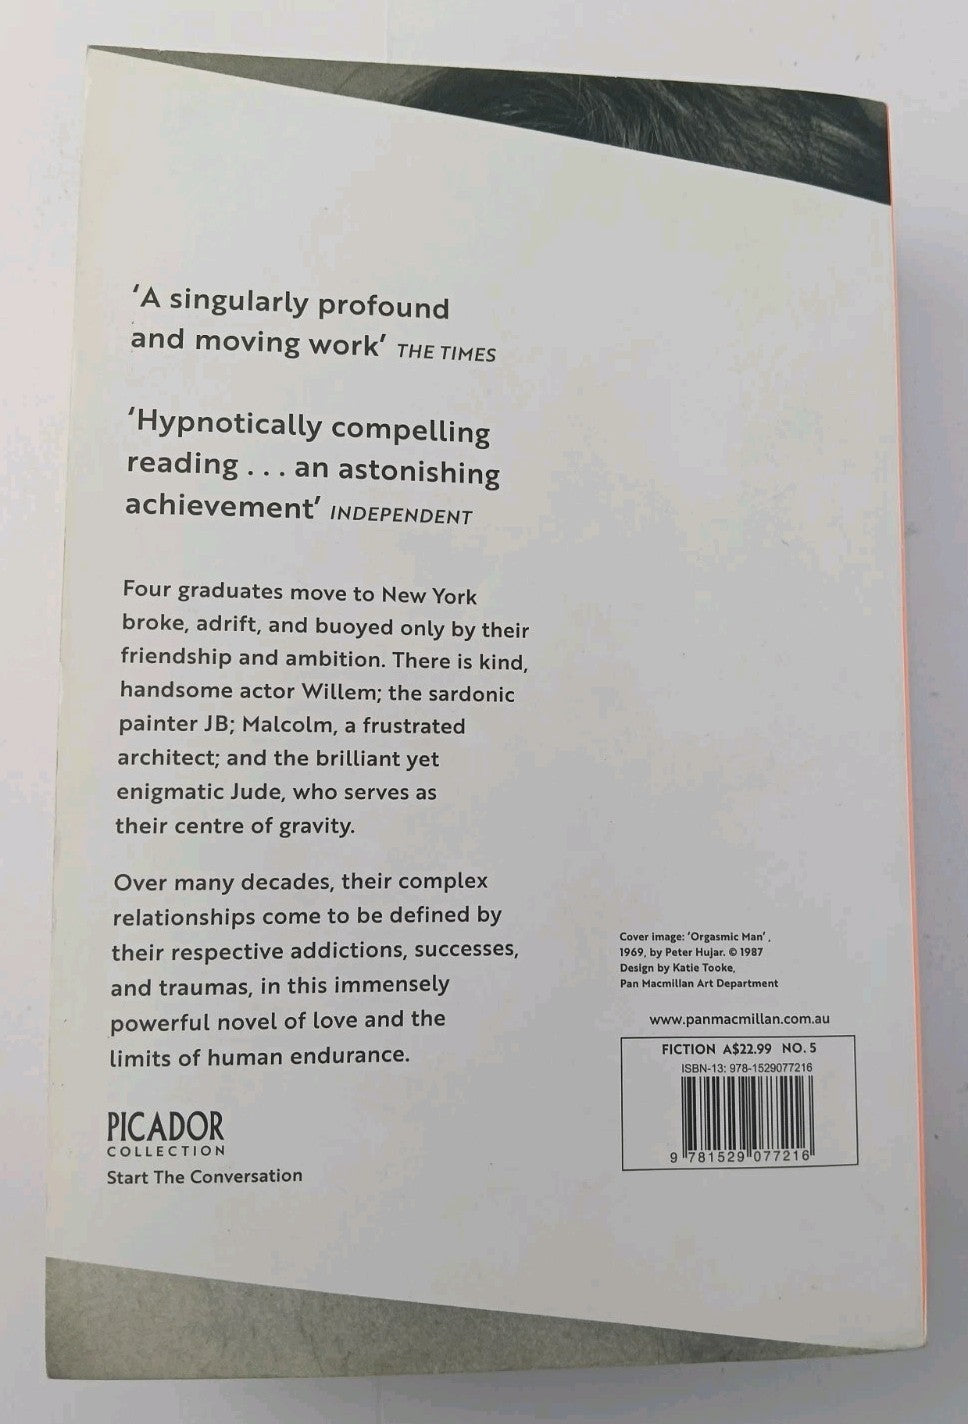 ‘A singularly profound
and moving work’ THE TIMES
‘Hypnotically compelling
reading . . . an astonishing
achievement’ INDEPENDENT
Four graduates move to New York
broke, adrift, and buoyed only by their
friendship and ambition. There is kind,
handsome actor Willem; the sardonic
painter JB; Malcolm, a frustrated
architect; and the brilliant yet
enigmatic Jude, who serves as
their centre of gravity.
Over many decades, their complex
relationships come to be defined by
their respective addictions, successes,
and traumas, in this immensely
powerful novel of love and the
limits of human endurance.
PICADOR
COLLECTION
Start The Conversation
Cover image: ‘Orgasmic Man’,
1969, by Peter Hujar. © 1987
Design by Katie Tooke,
Pan Macmillan Art Department
www.panmacmillan.com.au
FICTION A$22.99 NO. 5
ISBN-13: 978-1529077216
9 781529 077216